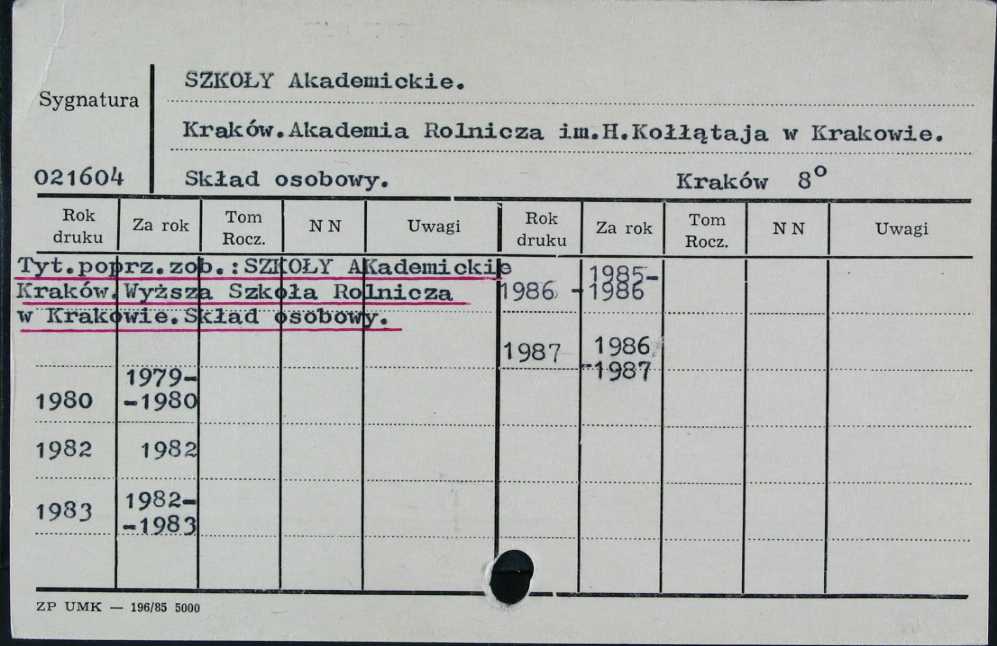 SZKOŁY Akademickie.
Sygnatura
Kraków.Akademia Rolnicza im.H.Kołłątaja w Krakowie.
021604 Skład osobowy. Kraków 8o
Rok druku Za rok Tom Rocz. N N Uwagi Rok druku Za rok Tom Rocz. N N Uwagi
Tyt.poprz.zob.:SZKOŁY AKademickie
Kraków.Wyższa Szkoła Rolnicza
w Krakowie.Skład osobowy.
1980 1979-
-1980
1982 1982
1983 1982-
-1983
1986 1985-
-1986
1987 1986
-1987
ZP UMK — 196/85 5000